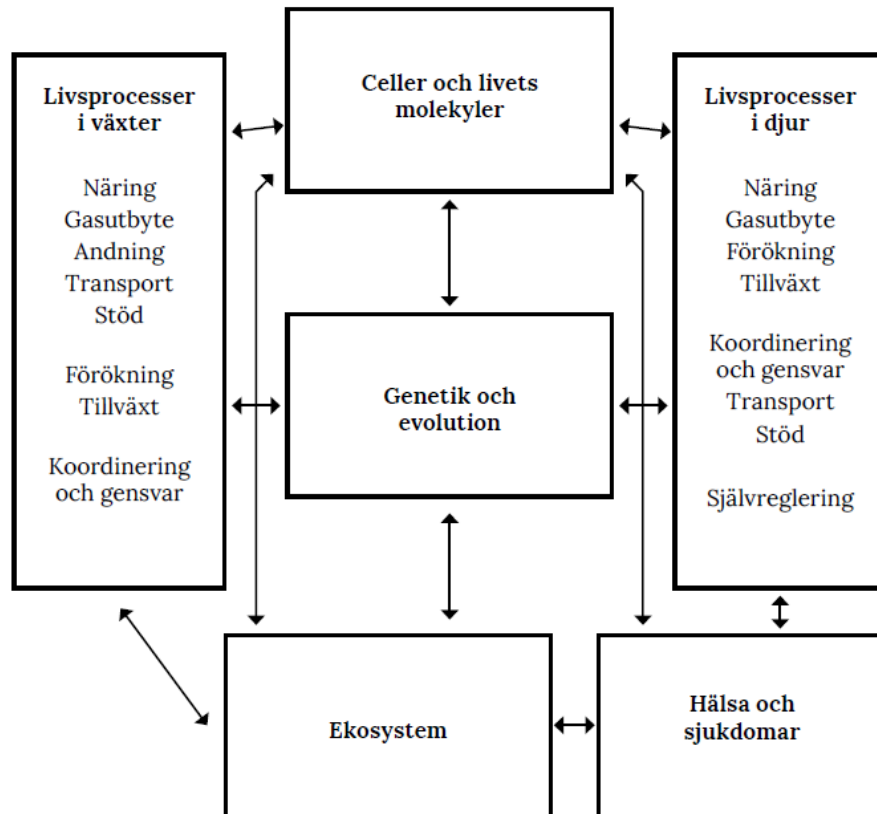 Celler och livets
molekyler
Livsprocesser
i växter
Näring
Gasutbyte
Andning
Transport
Stöd
Förökning
Tillväxt
Koordinering
och gensvar
Livsprocesser
i djur
Näring
Gasutbyte
Förökning
Tillväxt
Koordinering
och gensvar
Transport
Stöd
Självreglering
Genetik och
evolution
Ekosystem
Hälsa och
sjukdomar